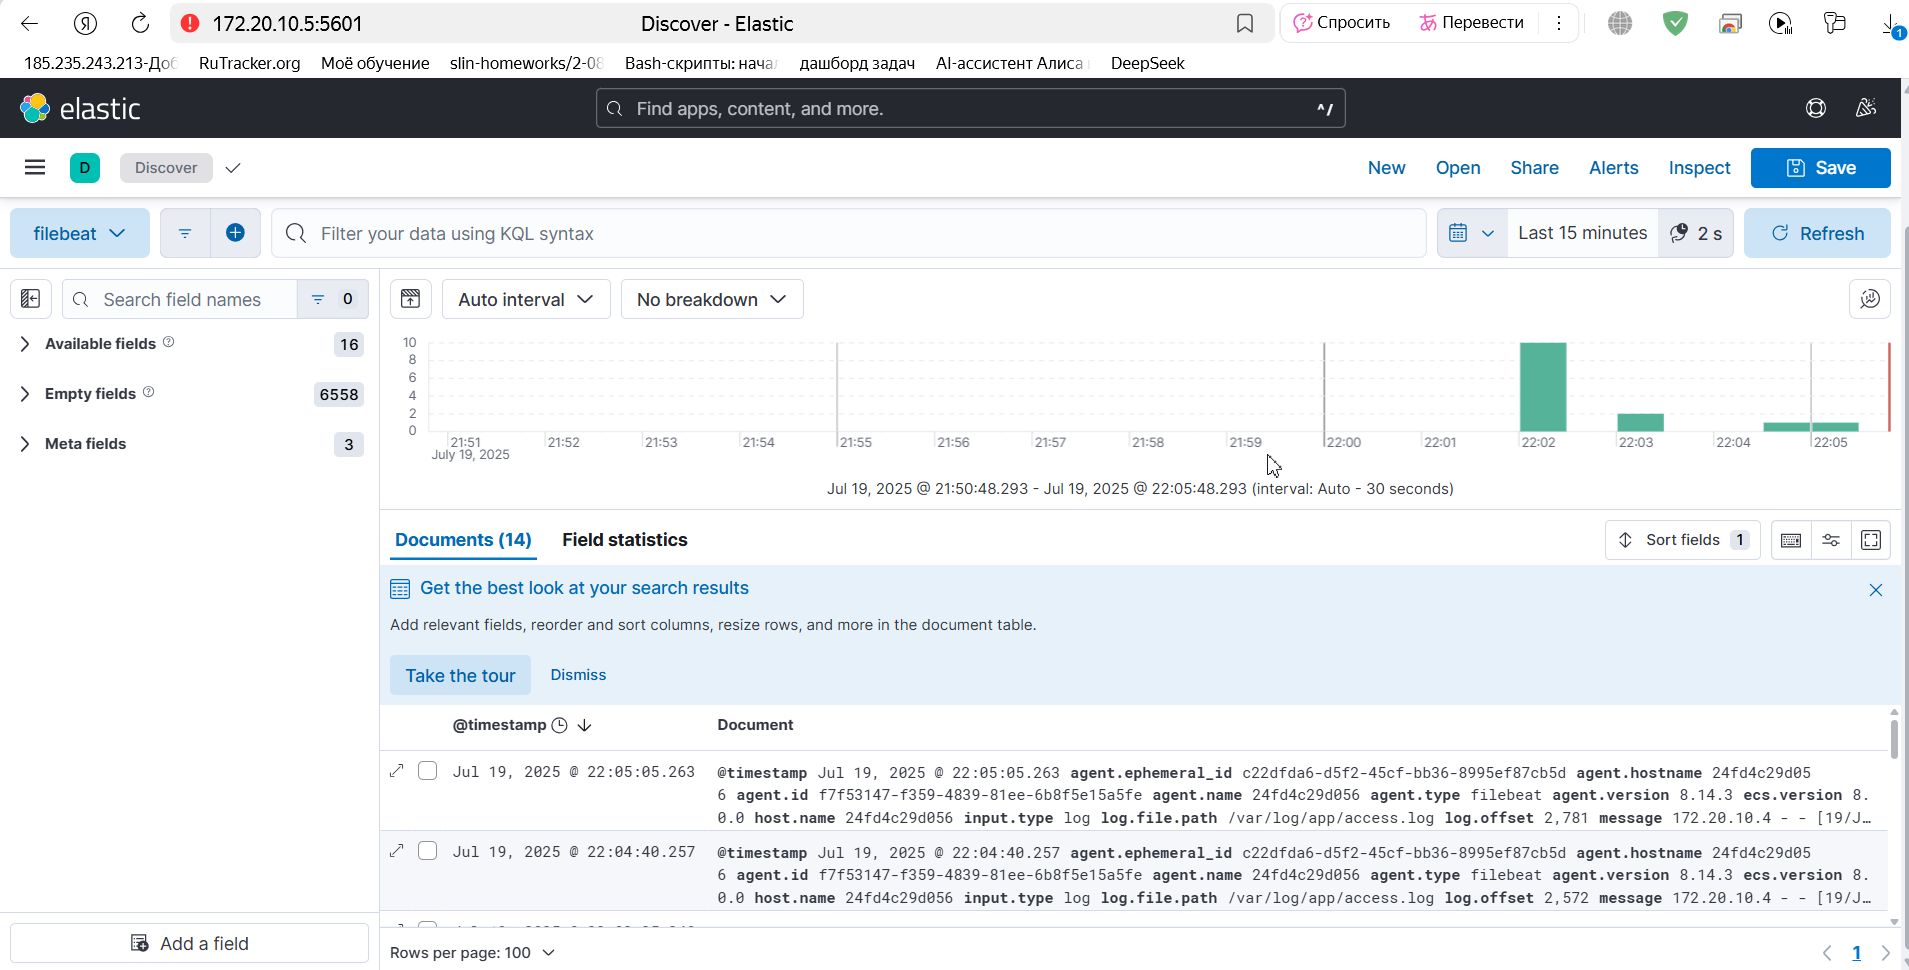 172.20.10.5:5601
Discover - Elastic
Спросить
Перевести
1
185.235.243.213-Доб
RuTracker.org
Моё обучение
slin-homeworks/2-08
Bash-скрипты: нача
дашборд задач
AI-ассистент Алиса
DeepSeek
elastic
Find apps, content, and more.
^/
D
Discover
New
Open
Share
Alerts
Inspect
Save
filebeat
Filter your data using KQL syntax
Last 15 minutes
2 s
Refresh
Search field names
0
Auto interval
No breakdown
Available fields
16
Empty fields
6558
Meta fields
3
10
8
6
4
2
0
21:51
21:52
21:53
21:54
21:55
21:56
21:57
21:58
21:59
22:00
22:01
22:02
22:03
22:04
22:05
July 19, 2025
Jul 19, 2025 @ 21:50:48.293 - Jul 19, 2025 @ 22:05:48.293 (interval: Auto - 30 seconds)
Documents (14)
Field statistics
Sort fields
1
Get the best look at your search results
Add relevant fields, reorder and sort columns, resize rows, and more in the document table.
Take the tour
Dismiss
@timestamp
Document
Jul 19, 2025 @ 22:05:05.263
@timestamp Jul 19, 2025 @ 22:05:05.263 agent.ephemeral_id c22dfda6-d5f2-45cf-bb36-8995ef87cb5d agent.hostname 24fd4c29d05
6 agent.id f7f53147-f359-4839-81ee-6b8f5e15a5fe agent.name 24fd4c29d056 agent.type filebeat agent.version 8.14.3 ecs.version 8.
0.0 host.name 24fd4c29d056 input.type log log.file.path /var/log/app/access.log log.offset 2,781 message 172.20.10.4 - - [19/J…
Jul 19, 2025 @ 22:04:40.257
@timestamp Jul 19, 2025 @ 22:04:40.257 agent.ephemeral_id c22dfda6-d5f2-45cf-bb36-8995ef87cb5d agent.hostname 24fd4c29d05
6 agent.id f7f53147-f359-4839-81ee-6b8f5e15a5fe agent.name 24fd4c29d056 agent.type filebeat agent.version 8.14.3 ecs.version 8.
0.0 host.name 24fd4c29d056 input.type log log.file.path /var/log/app/access.log log.offset 2,572 message 172.20.10.4 - - [19/J…
Add a field
Rows per page: 100
1